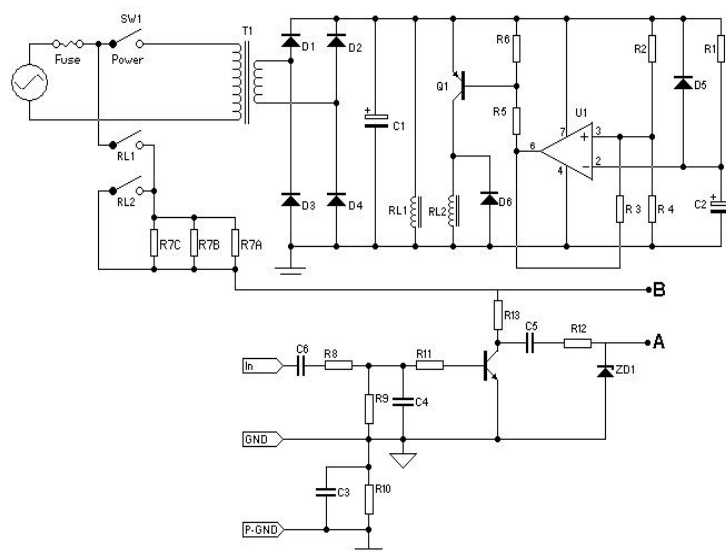 SW1
T1
Fuse
Power
D1
D2
R6
R2
R1
Q1
D5
C1
+
R5
U1
7
3
+
6
2
-
4
RL1
RL2
D3
D4
RL1
RL2
D6
R3
R4
C2
+
R7C
R7B
R7A
B
R13
C5
R12
A
C6
R8
R11
In
ZD1
R9
C4
GND
C3
R10
P-GND